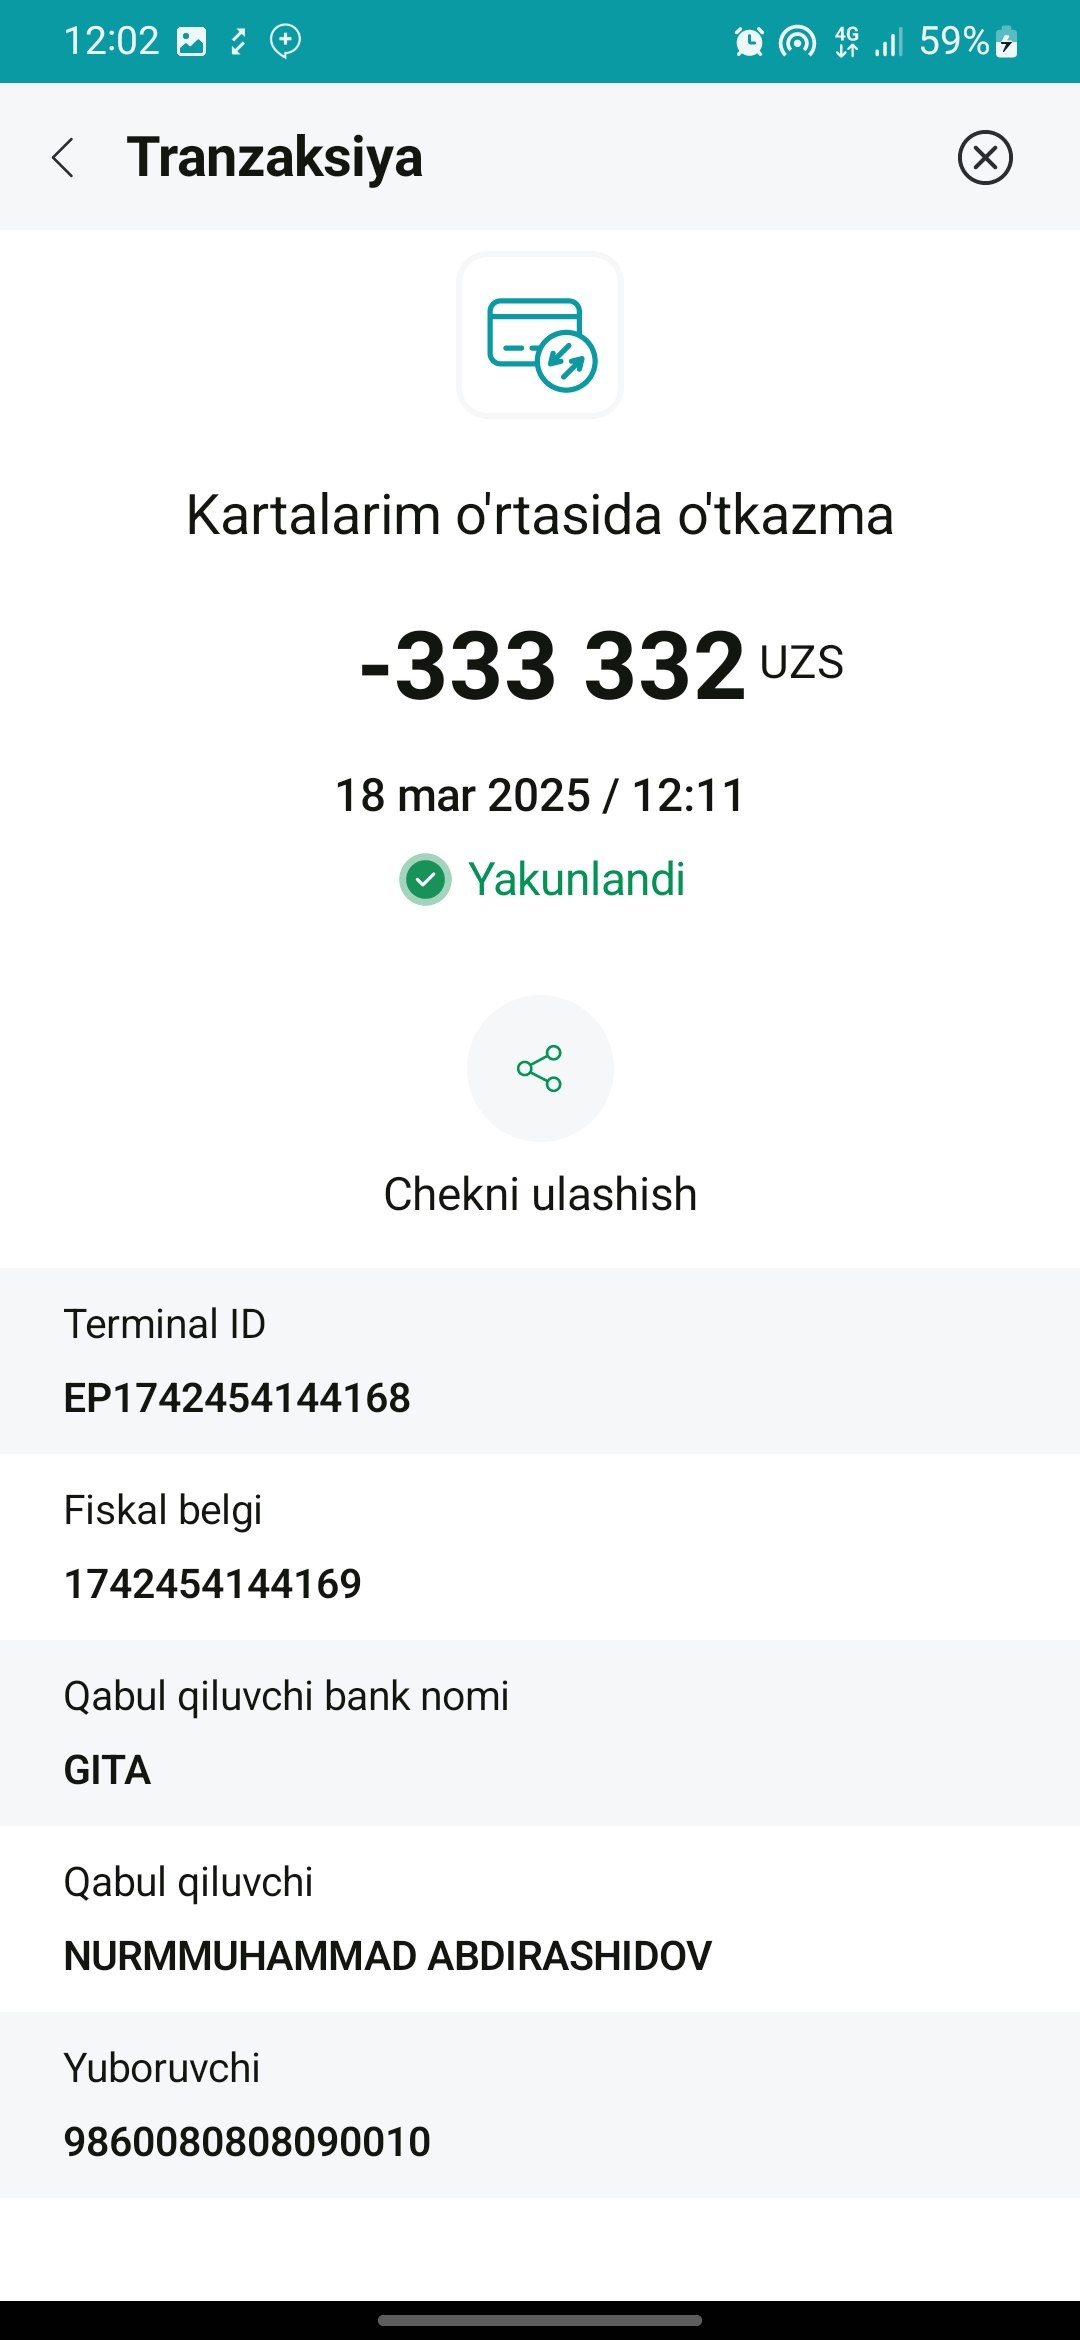 12:02 4G 59%
Tranzaksiya
Kartalarim o'rtasida o'tkazma
-333 332 UZS
18 mar 2025 / 12:11
Yakunlandi
Chekni ulashish
Terminal ID
EP1742454144168
Fiskal belgi
1742454144169
Qabul qiluvchi bank nomi
GITA
Qabul qiluvchi
NURMMUHAMMAD ABDIRASHIDOV
Yuboruvchi
9860080808090010